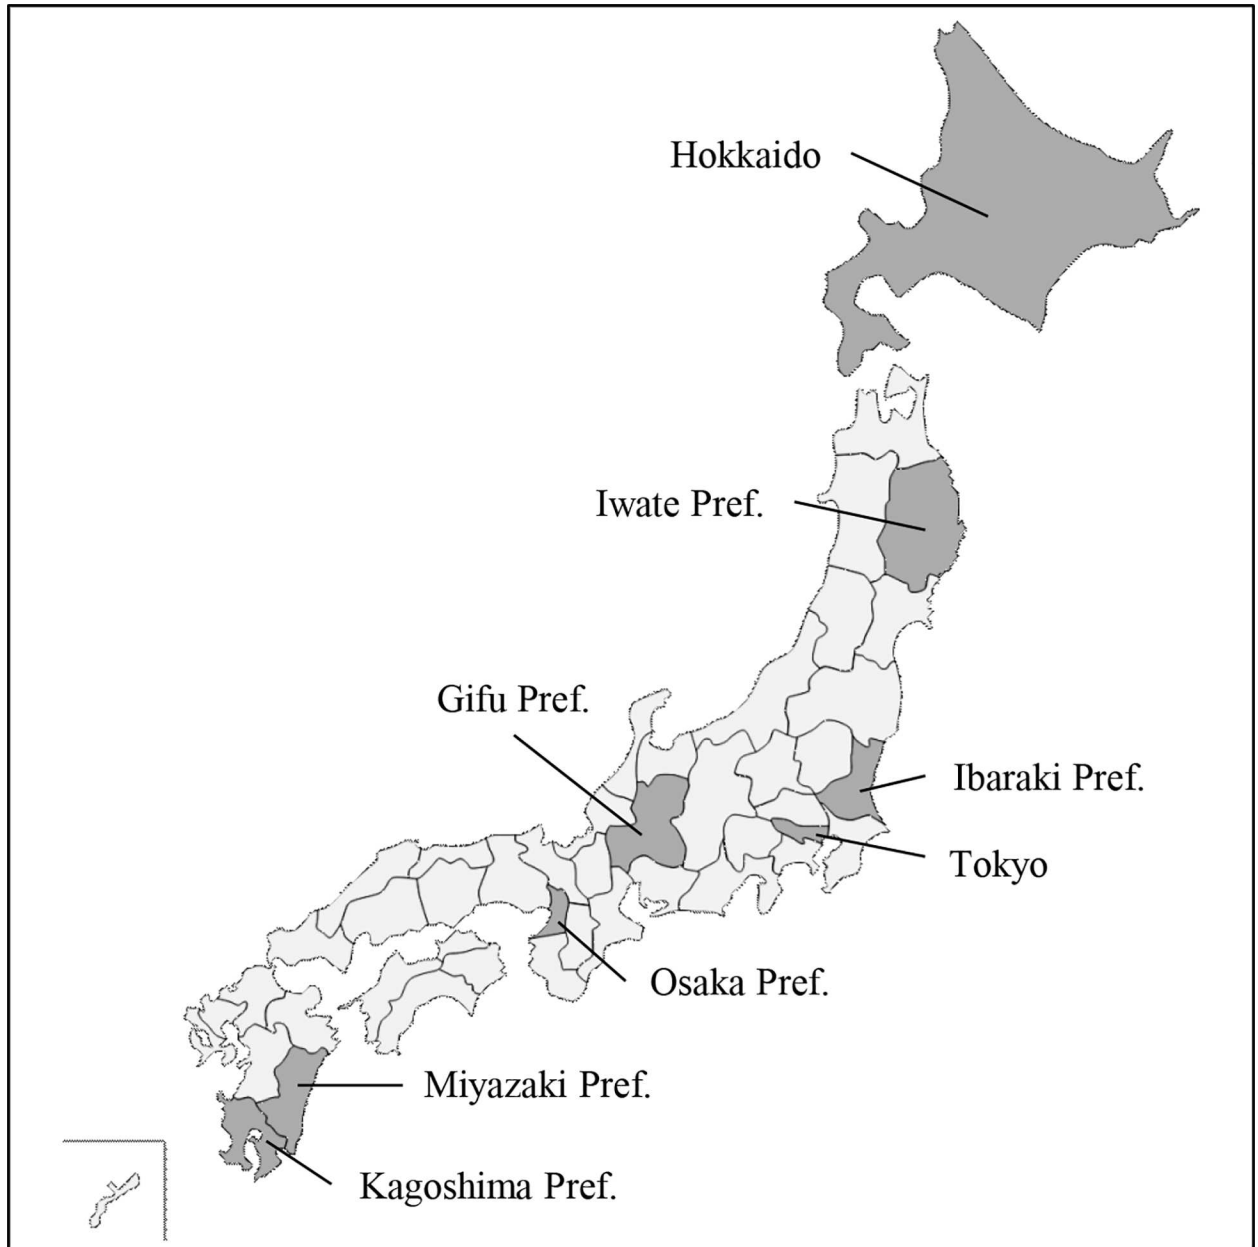 Hokkaido
Iwate Pref.
Gifu Pref.
Ibaraki Pref.
Tokyo
Osaka Pref.
Miyazaki Pref.
Kagoshima Pref.